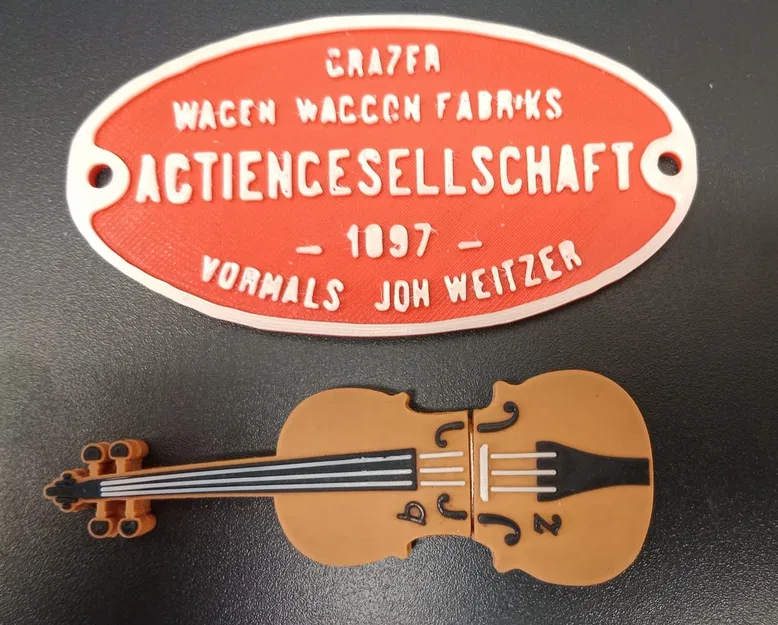 GRAZER
WAGEN WAGGON FABRIKS
ACTIENGESELLSCHAFT
- 1897 -
VORMALS JOH WEITZER
b
z